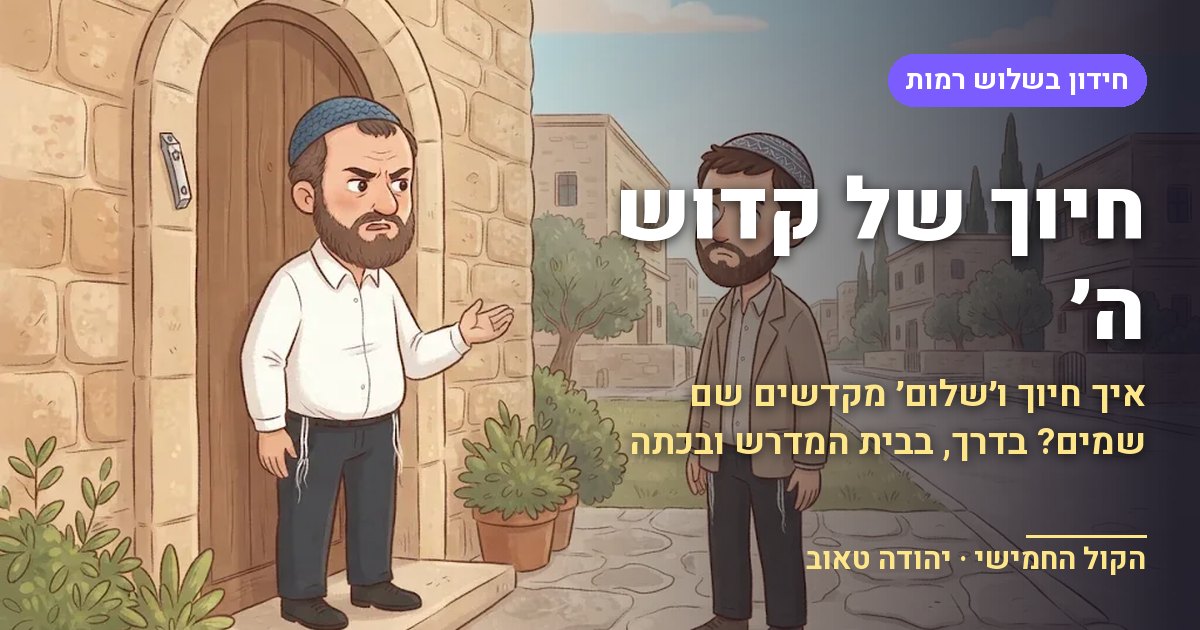 חידון בשלוש רמות
חיוך של קדוש
ה׳
איך חיוך ו׳שלום׳ מקדשים שם
שמים? בדרך, בבית המדרש ובכתה
הקול החמישי · יהודה טאוב